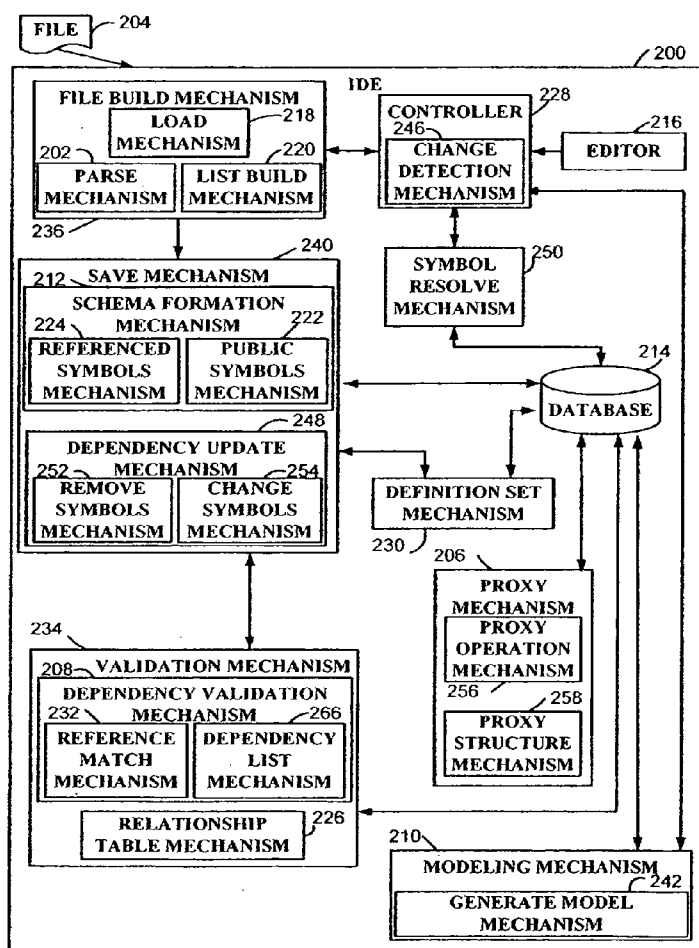 FILE
204
200
FILE BUILD MECHANISM
LOAD
MECHANISM
218
202
PARSE
MECHANISM
220
LIST BUILD
MECHANISM
236
IDE
CONTROLLER
228
246
CHANGE
DETECTION
MECHANISM
216
EDITOR
240
SAVE MECHANISM
212
SCHEMA FORMATION
MECHANISM
224
REFERENCED
SYMBOLS
MECHANISM
222
PUBLIC
SYMBOLS
MECHANISM
250
SYMBOL
RESOLVE
MECHANISM
214
DATABASE
248
DEPENDENCY UPDATE
MECHANISM
252
REMOVE
SYMBOLS
MECHANISM
254
CHANGE
SYMBOLS
MECHANISM
DEFINITION SET
MECHANISM
230
206
PROXY
MECHANISM
PROXY
OPERATION
MECHANISM
256
258
PROXY
STRUCTURE
MECHANISM
234
VALIDATION MECHANISM
208
DEPENDENCY VALIDATION
MECHANISM
232
REFERENCE
MATCH
MECHANISM
266
DEPENDENCY
LIST
MECHANISM
RELATIONSHIP
TABLE MECHANISM
226
210
MODELING MECHANISM
242
GENERATE MODEL
MECHANISM